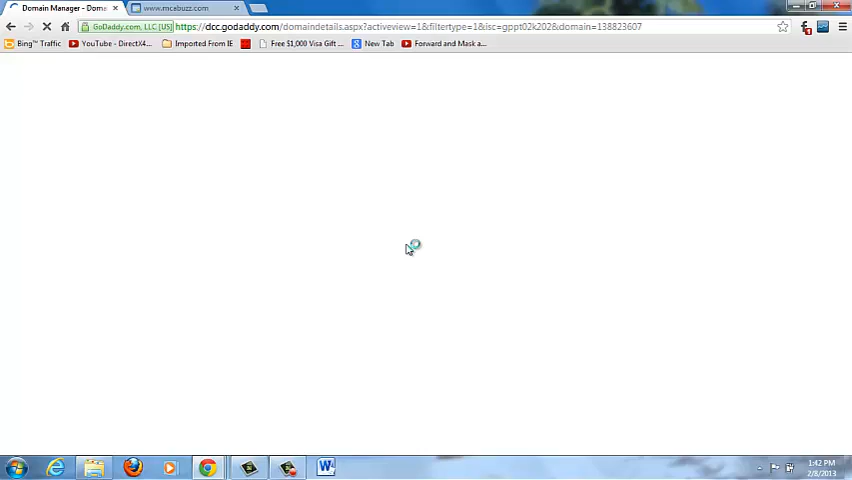 Domain Manager - Doma
www.mcabuzz.com
GoDaddy.com, LLC [US] https://dcc.godaddy.com/domaindetails.aspx?activeview=1&filtertype=1&isc=gppt02k202&domain=138823607
Bing™ Traffic YouTube - DirectX4... Imported From IE Free $1,000 Visa Gift ... New Tab Forward and Mask a...
1:42 PM
2/8/2013